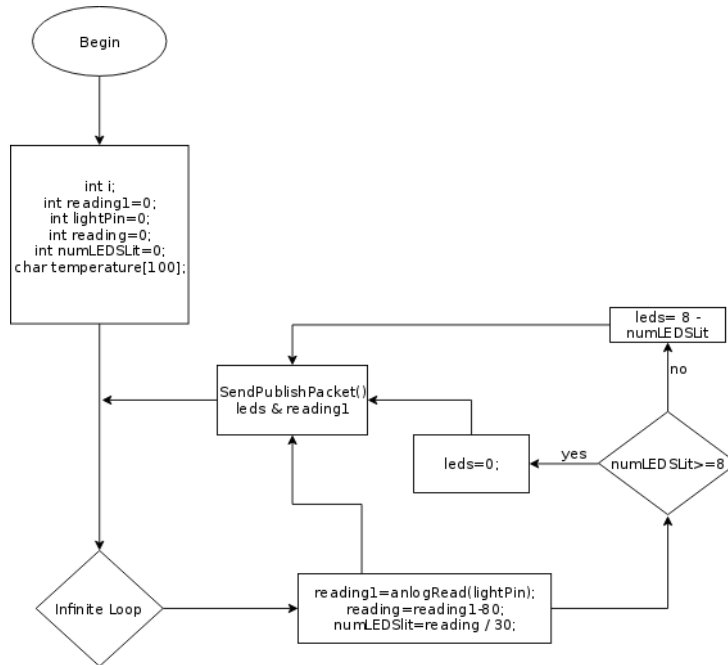 Begin
int i;
int reading1=0;
int lightPin=0;
int reading=0;
int numLEDSLit=0;
char temperature[100];
leds= 8 -
numLEDSLit
no
SendPublishPacket()
leds & reading1
leds=0;
yes
numLEDSLit>=8
Infinite Loop
reading1=anlogRead(lightPin);
reading=reading1-80;
numLEDSlit=reading / 30;